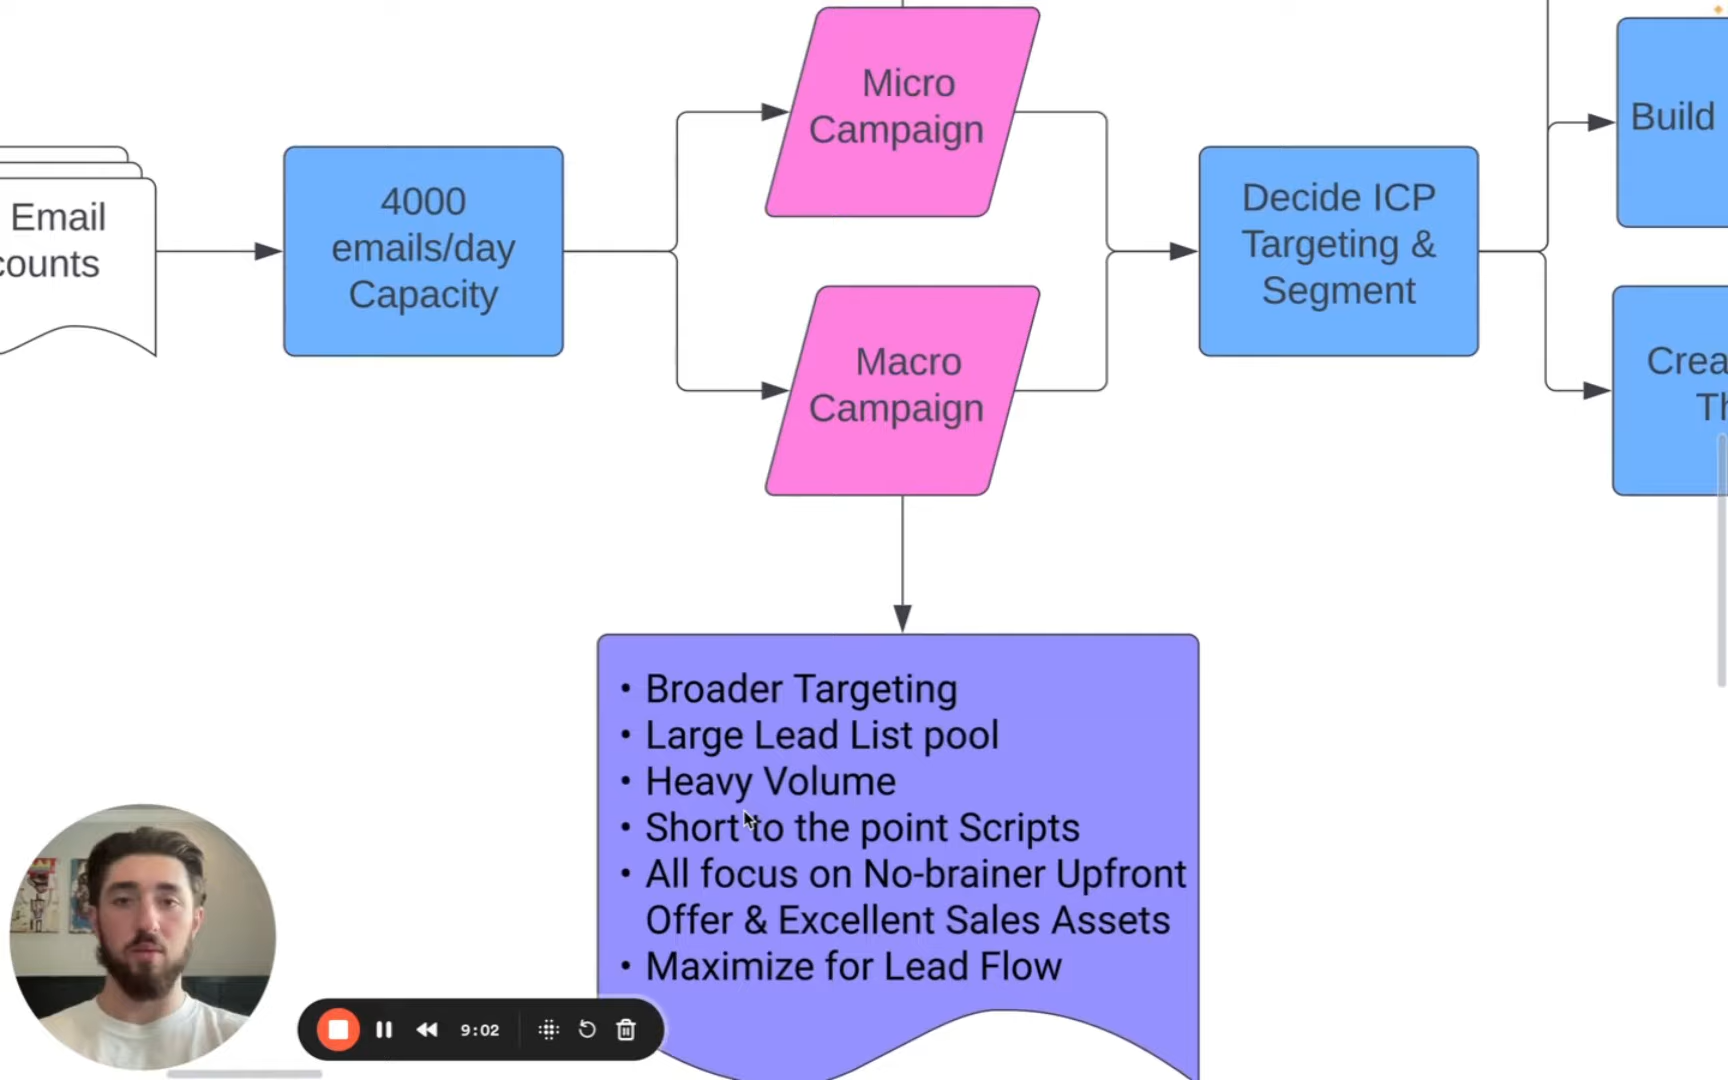 Email
counts
4000
emails/day
Capacity
Micro
Campaign
Macro
Campaign
Decide ICP
Targeting &
Segment
Build
Crea
Th
• Broader Targeting
• Large Lead List pool
• Heavy Volume
• Short to the point Scripts
• All focus on No-brainer Upfront
Offer & Excellent Sales Assets
• Maximize for Lead Flow
9:02